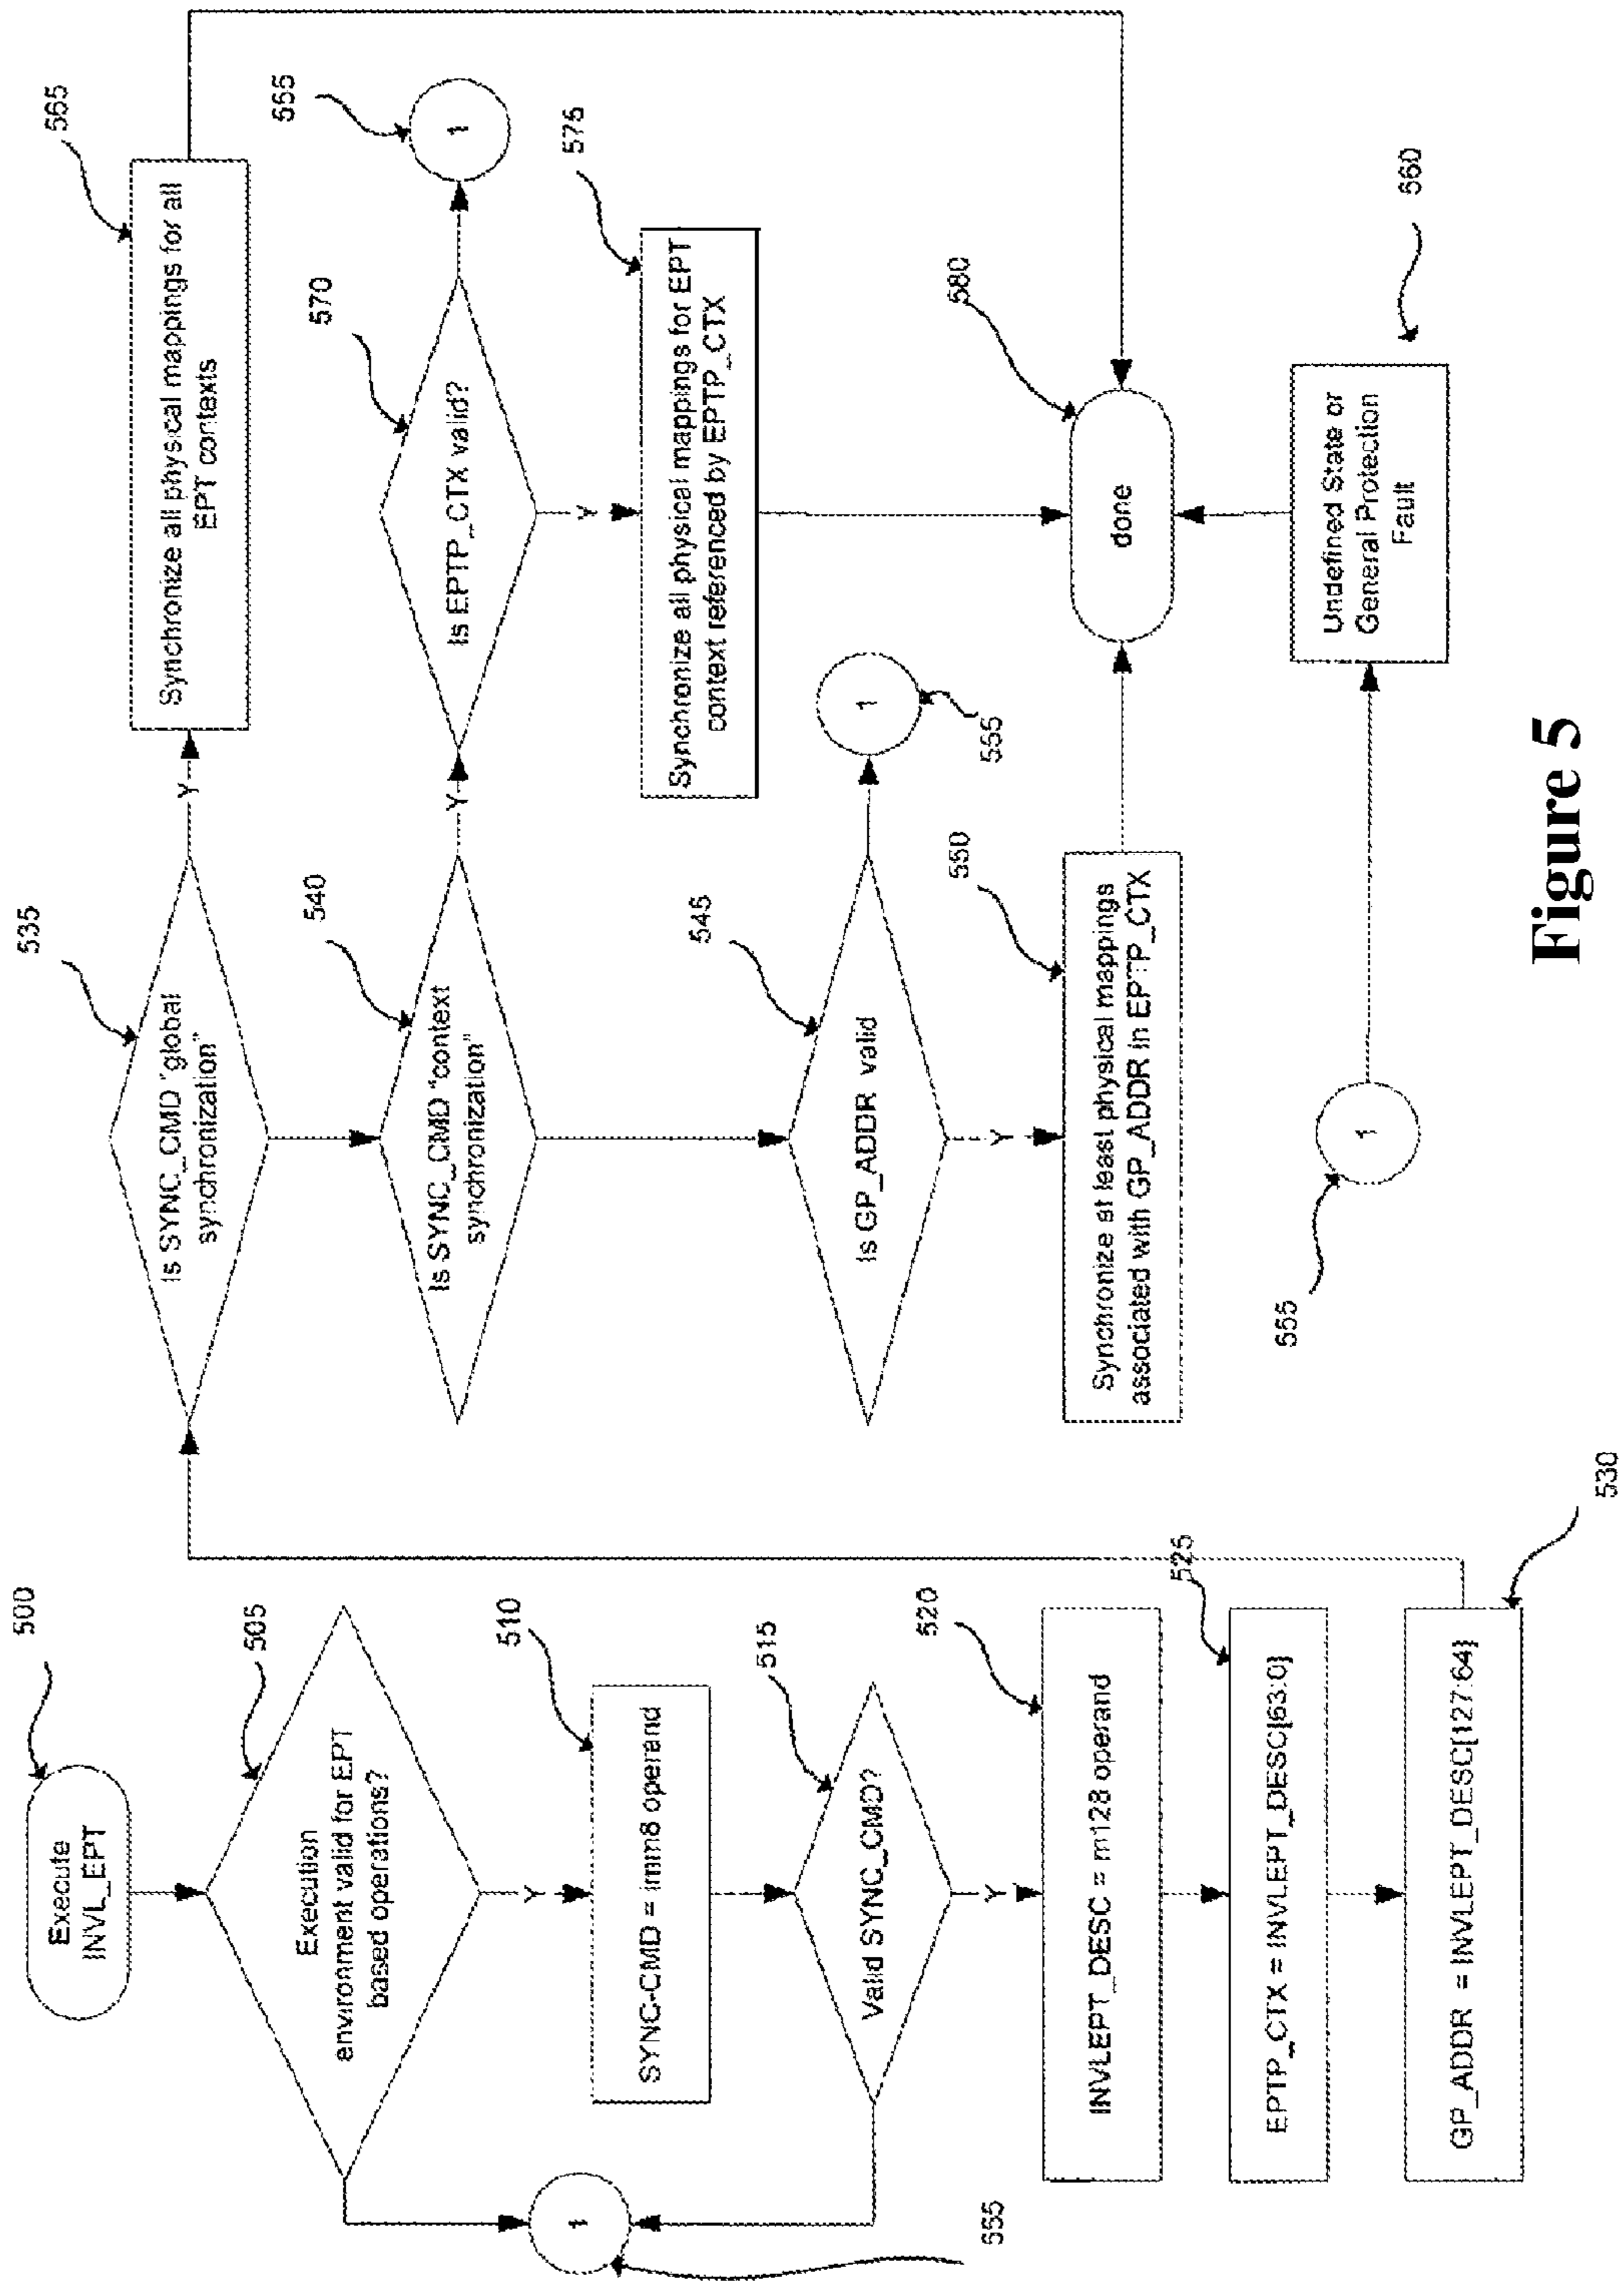 500
Execute
INVL_EPT
505
Execution
environment valid for EPT
based operations?
Y
510
SYNC-CMD = imm8 operand
515
Valid SYNC_CMD?
Y
520
INVLEPT_DESC = m128 operand
525
EPTP_CTX = INVLEPT_DESC[63:0]
530
GP_ADDR = INVLEPT_DESC[127:64]
1
555
535
Is SYNC_CMD "global
synchronization"
Y
565
Synchronize all physical mappings for all
EPT contexts
540
Is SYNC_CMD "context
synchronization"
Y
570
Is EPTP_CTX valid?
1
555
Y
575
Synchronize all physical mappings for EPT
context referenced by EPTP_CTX
545
Is GP_ADDR valid
1
555
Y
550
Synchronize at least physical mappings
associated with GP_ADDR in EPTP_CTX
580
done
555
1
560
Undefined State or
General Protection
Fault
Figure 5